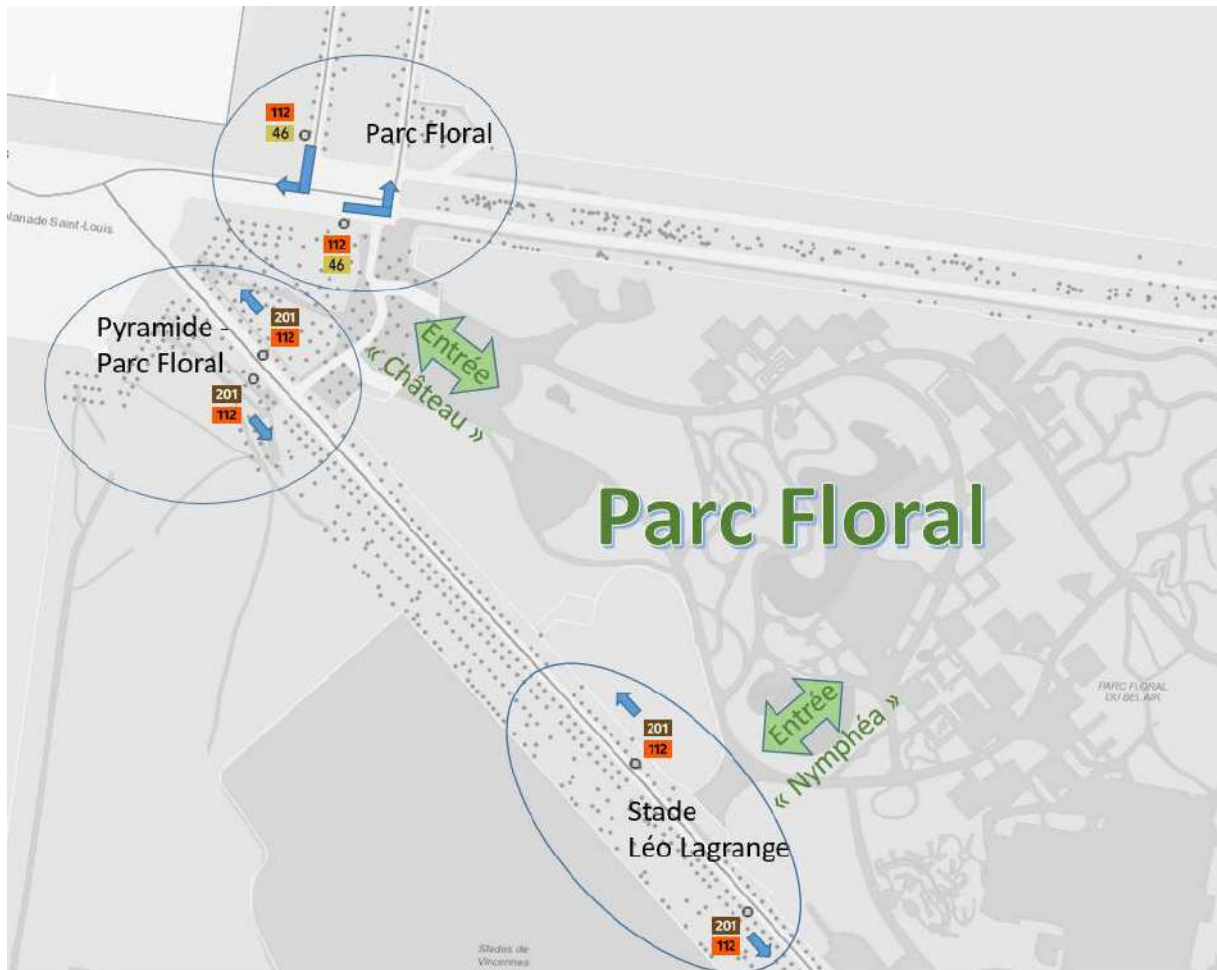 112
46
Parc Floral
Esplanade Saint-Louis
112
46
201
112
Pyramide -
Parc Floral
201
112
Entrée
« Château »
Parc Floral
PARC FLORAL
DU BEL AIR
Entrée
« Nymphéa »
201
112
Stade
Léo Lagrange
201
112
Stades de
Vincennes